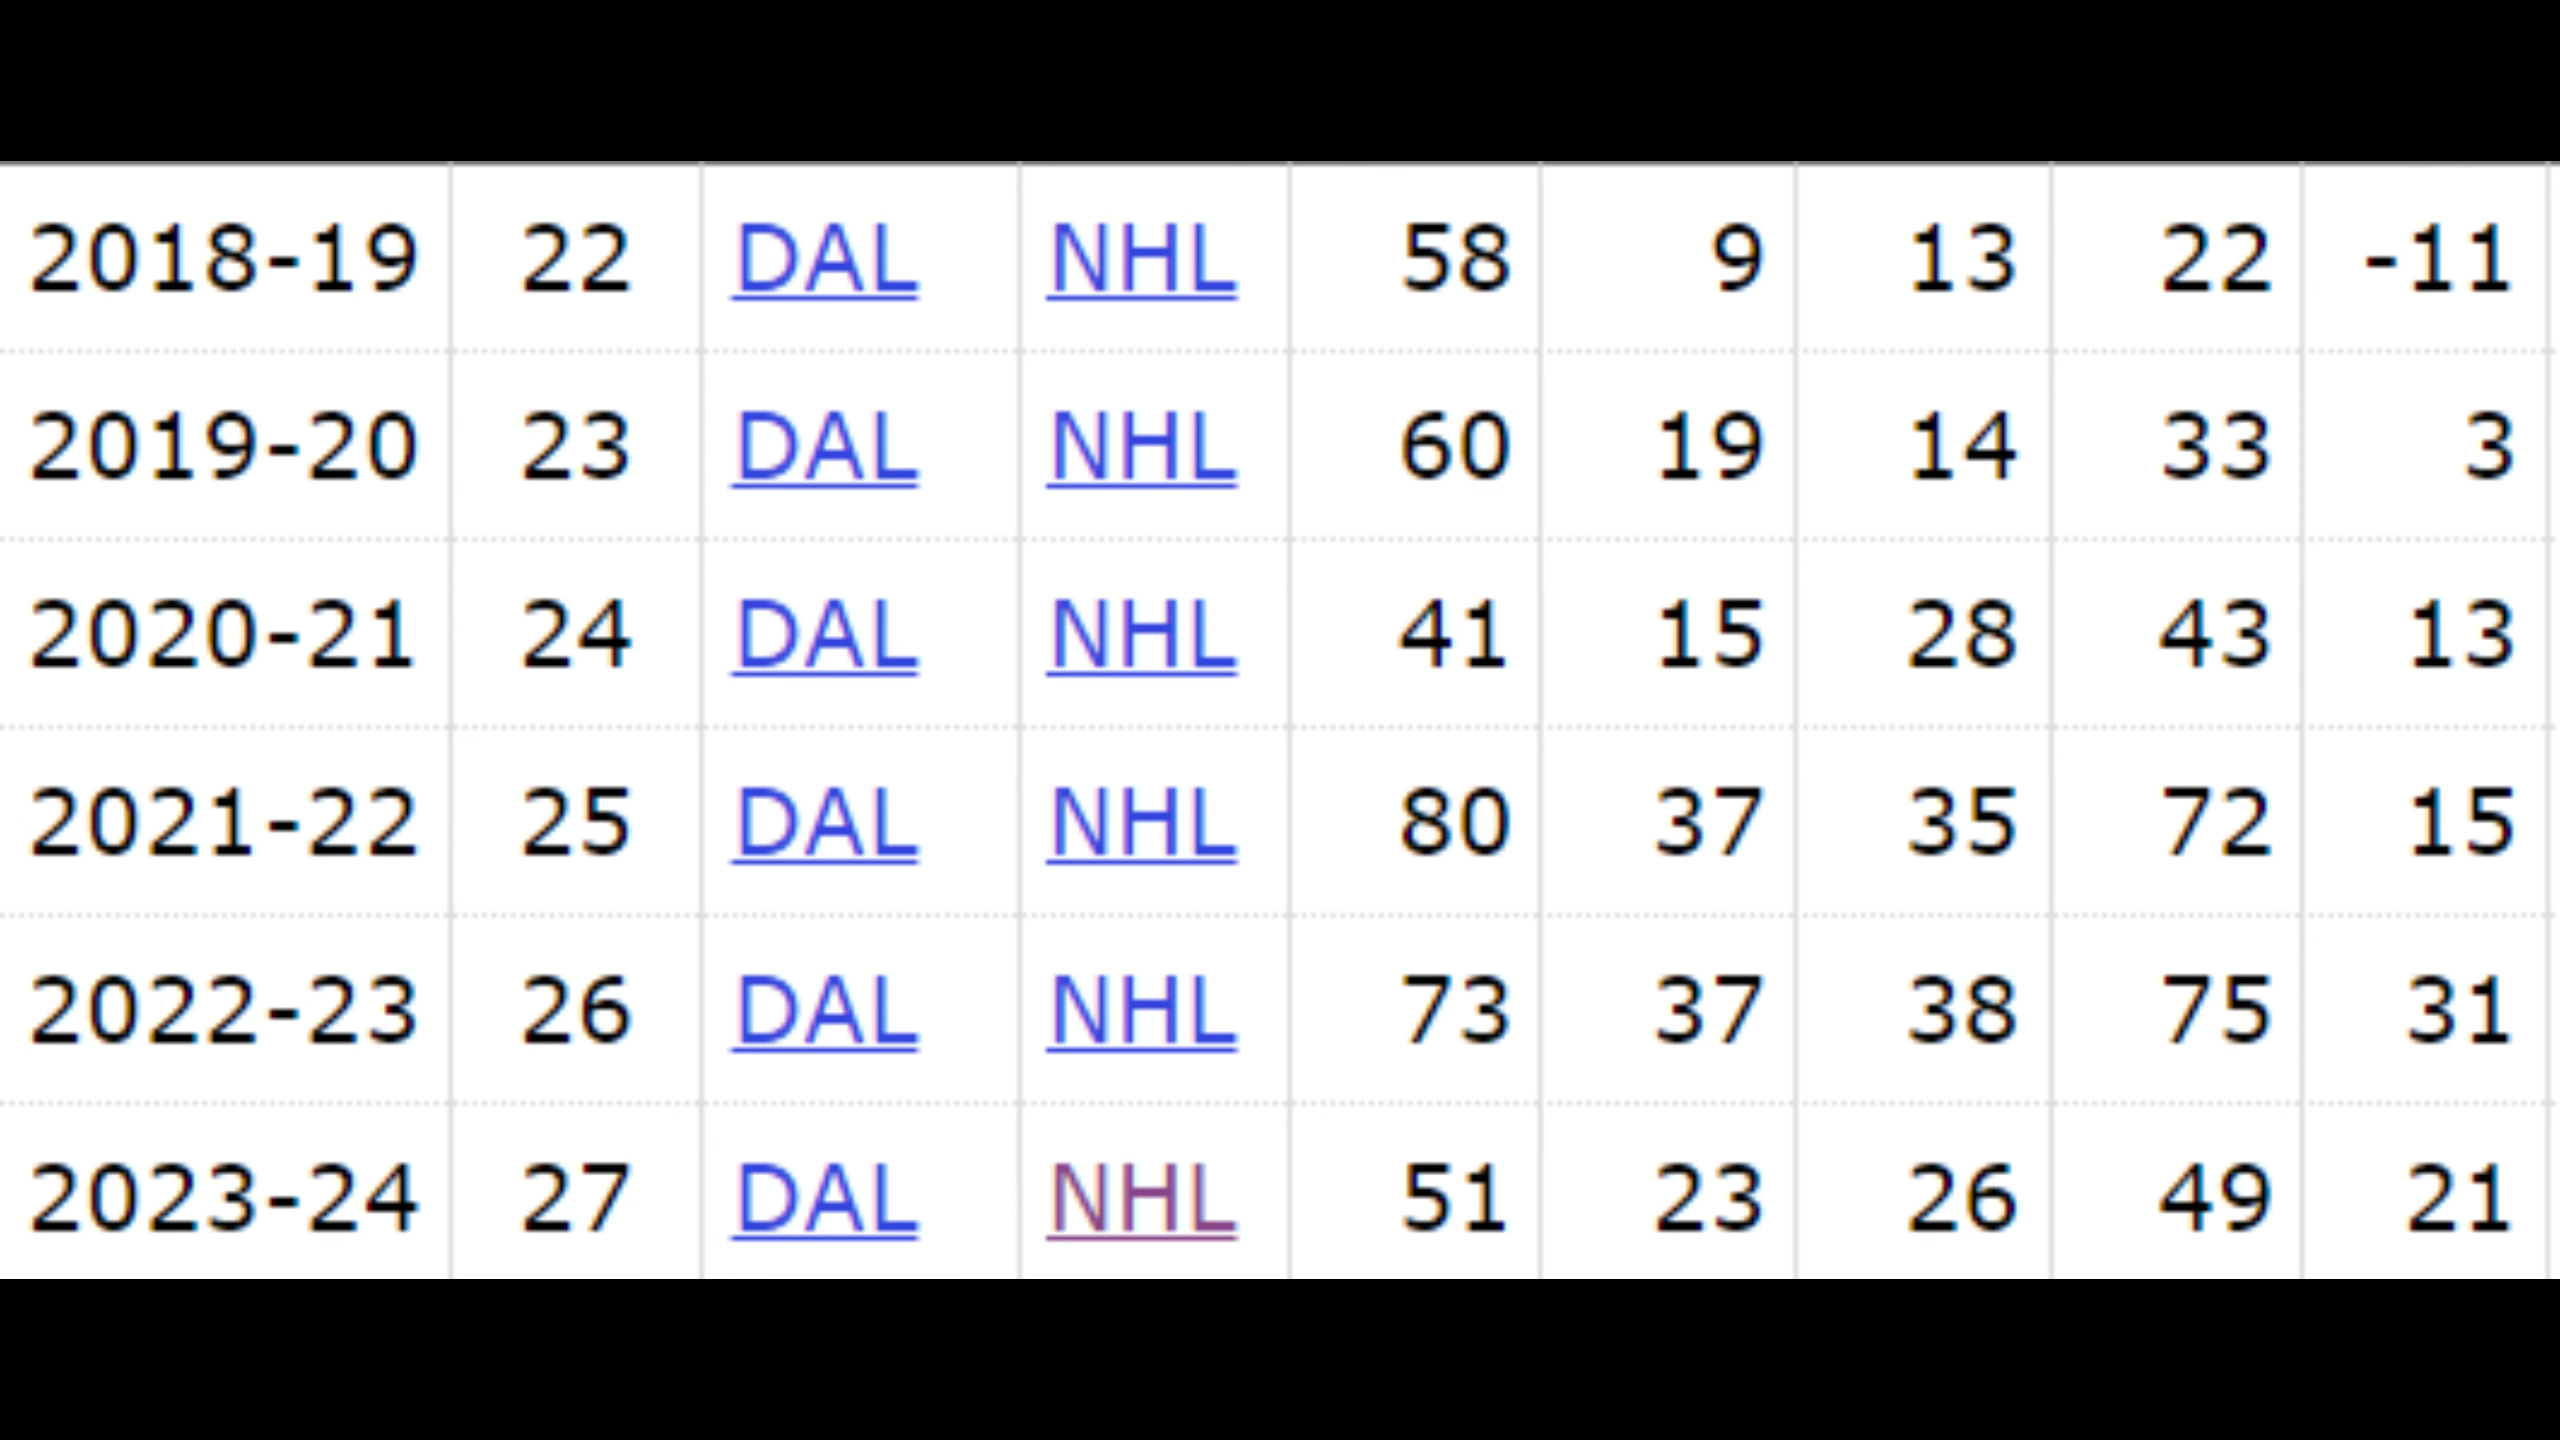 2018-19 22 DAL NHL 58 9 13 22 -11
2019-20 23 DAL NHL 60 19 14 33 3
2020-21 24 DAL NHL 41 15 28 43 13
2021-22 25 DAL NHL 80 37 35 72 15
2022-23 26 DAL NHL 73 37 38 75 31
2023-24 27 DAL NHL 51 23 26 49 21